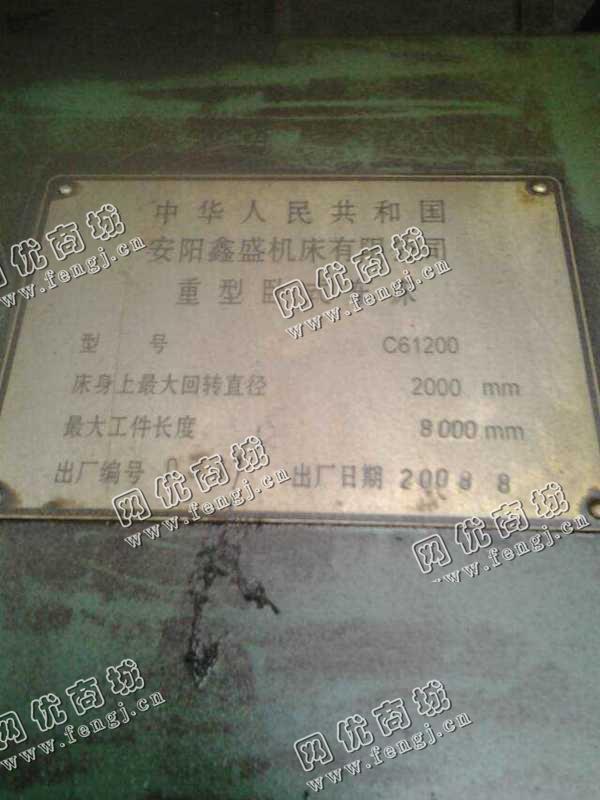 中华人民共和国
安阳鑫盛机床有限 司
重型卧 车床
型 号 C61200
床身上最大回转直径 2000 mm
最大工件长度 8000 mm
出厂编号 0 出厂日期 2008 8
网优商城
www.fengj.cn
网优商城
www.fengj.cn
网优商城
www.fengj.cn
网优商城
www.fengj.cn
网优商城
www.fengj.cn
网优商城
www.fengj.cn